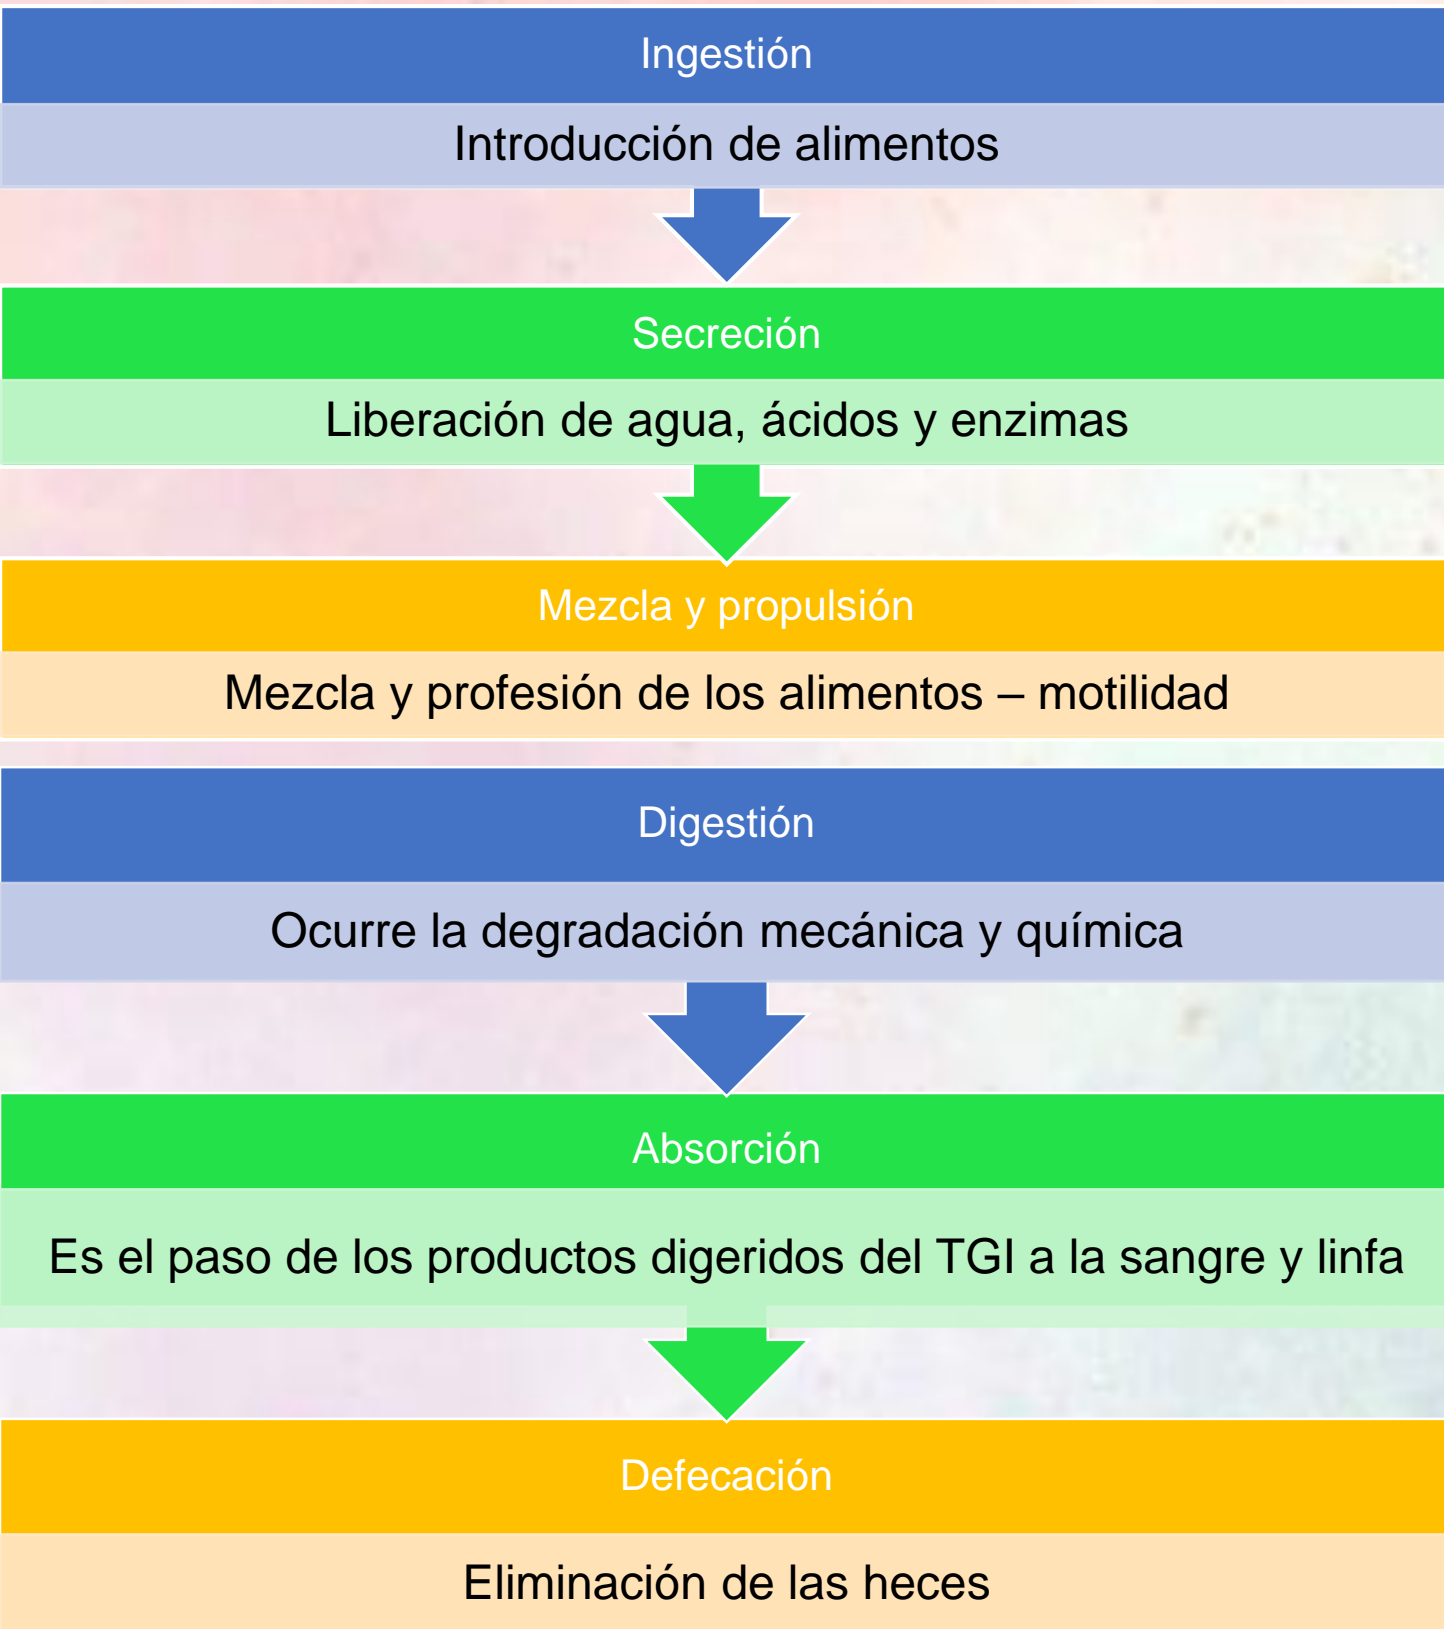 Ingestión
Introducción de alimentos
Secreción
Liberación de agua, ácidos y enzimas
Mezcla y propulsión
Mezcla y profesión de los alimentos – motilidad
Digestión
Ocurre la degradación mecánica y química
Absorción
Es el paso de los productos digeridos del TGI a la sangre y linfa
Defecación
Eliminación de las heces